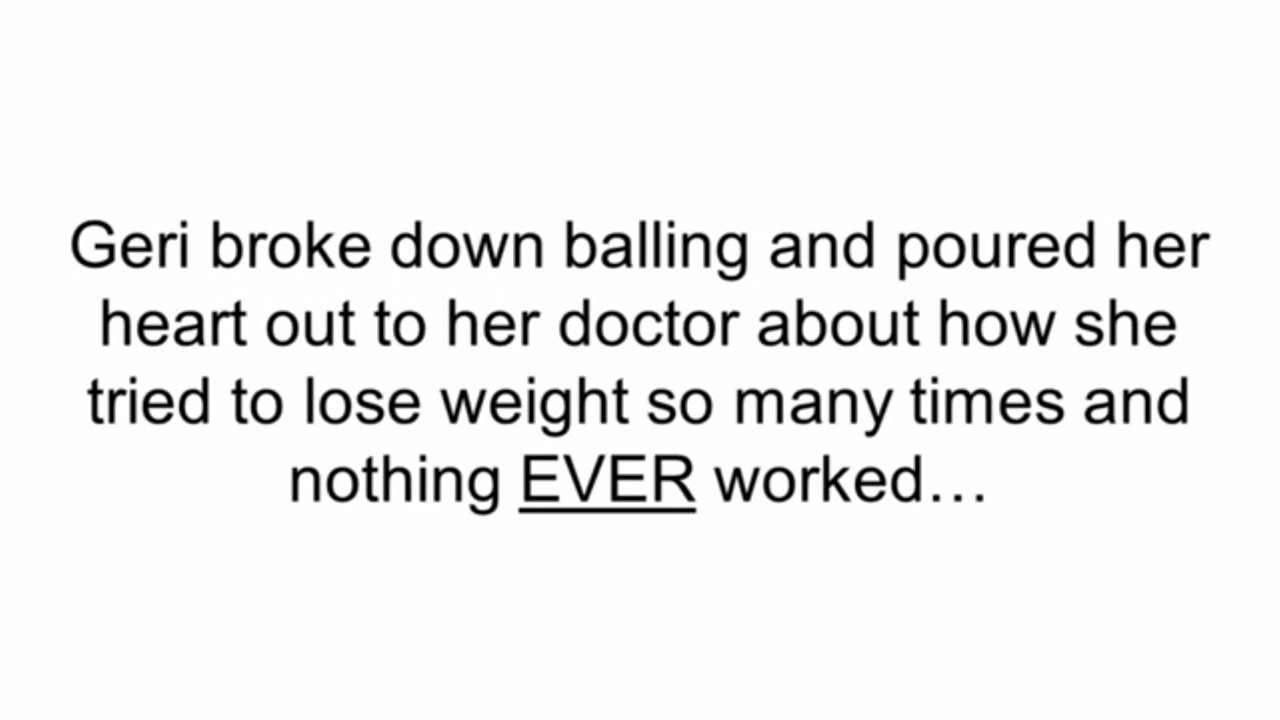 Geri broke down balling and poured her
heart out to her doctor about how she
tried to lose weight so many times and
nothing EVER worked…